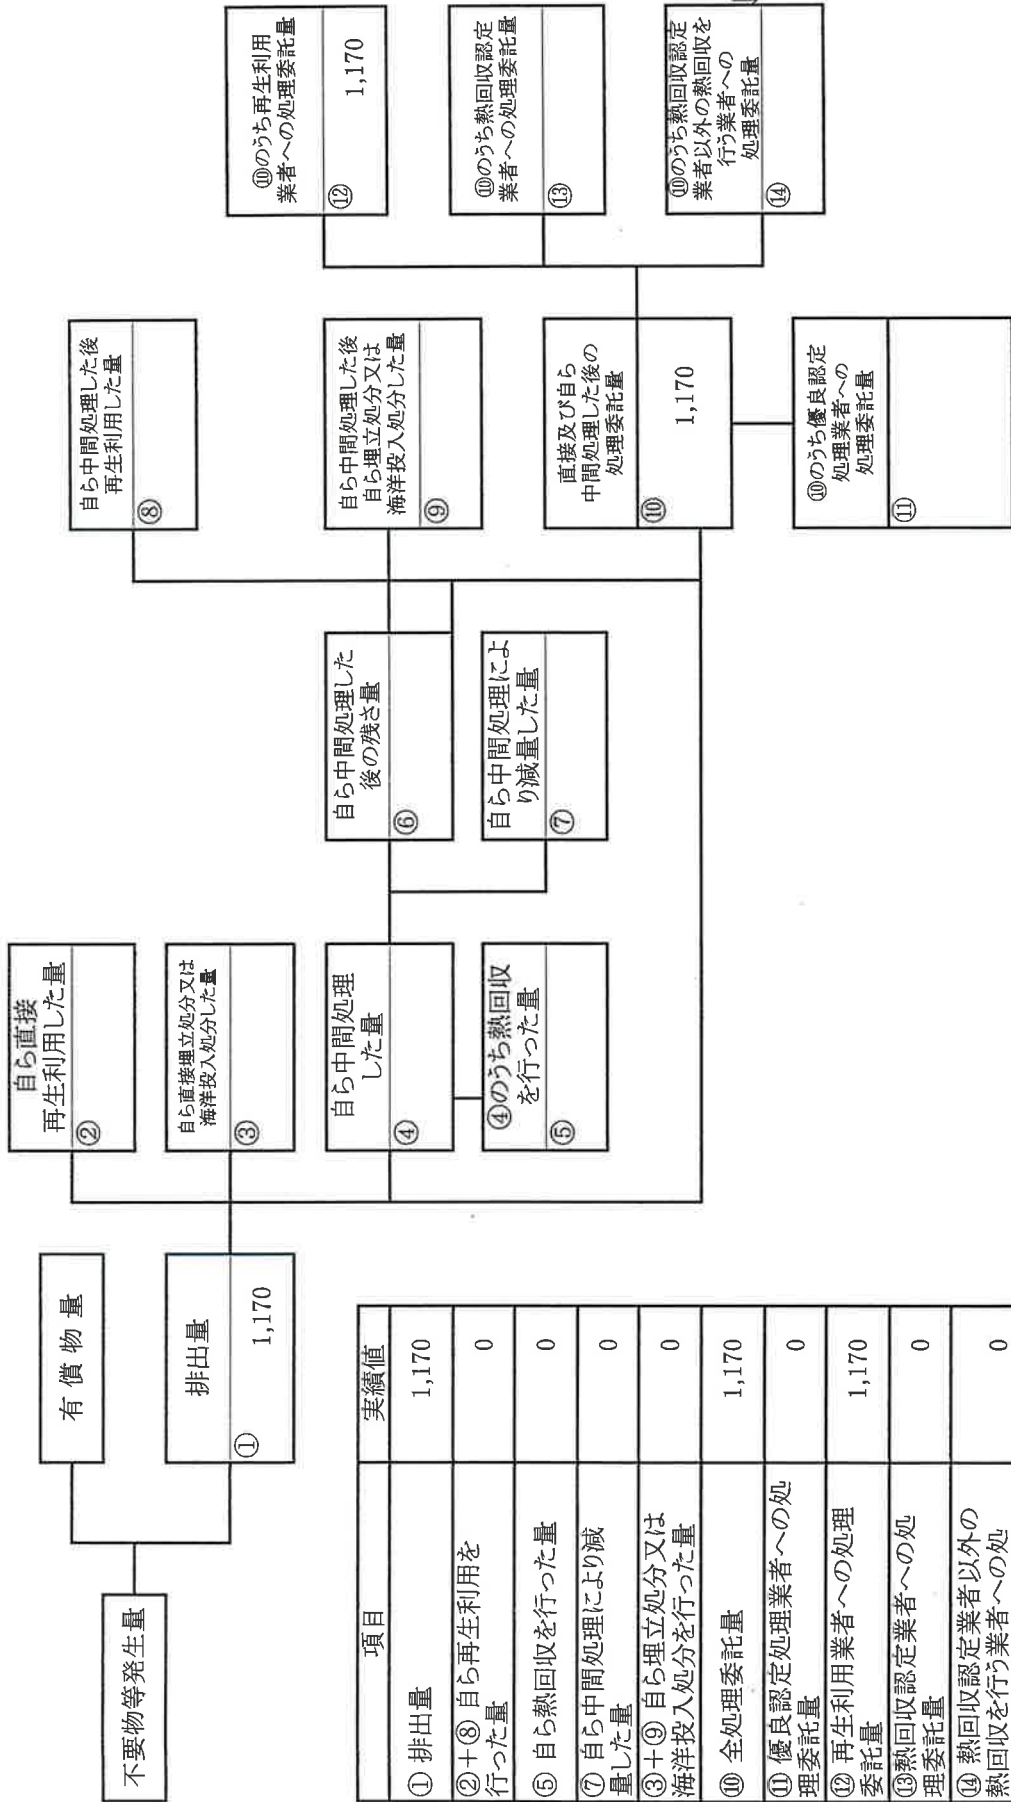 不要物等発生量
有償物量
排出量
①
1,170
自ら直接
再生利用した量
②
自ら直接埋立処分又は
海洋投入処分した量
③
自ら中間処理
した量
④
④のうち熱回収
を行った量
⑤
自ら中間処理した
後の残さ量
⑥
自ら中間処理によ
り減量した量
⑦
自ら中間処理した後
再生利用した量
⑧
自ら中間処理した後
自ら埋立処分又は
海洋投入処分した量
⑨
直接及び自ら
中間処理した後の
処理委託量
⑩
1,170
⑩のうち優良認定
処理業者への
処理委託量
⑪
⑩のうち再生利用
業者への処理委託量
⑫
1,170
⑩のうち熱回収認定
業者への処理委託量
⑬
⑩のうち熱回収認定
業者以外の熱回収を
行う業者への
処理委託量
⑭
項目 実績値
① 排出量 1,170
②+⑧ 自ら再生利用を
行った量 0
⑤ 自ら熱回収を行った量 0
⑦ 自ら中間処理により減
量した量 0
③+⑨ 自ら埋立処分又は
海洋投入処分を行った量 0
⑩ 全処理委託量 1,170
⑪ 優良認定処理業者への処
理委託量 0
⑫ 再生利用業者への処理
委託量 1,170
⑬熱回収認定業者への処
理委託量 0
⑭ 熱回収認定業者以外の
熱回収を行う業者への処 0